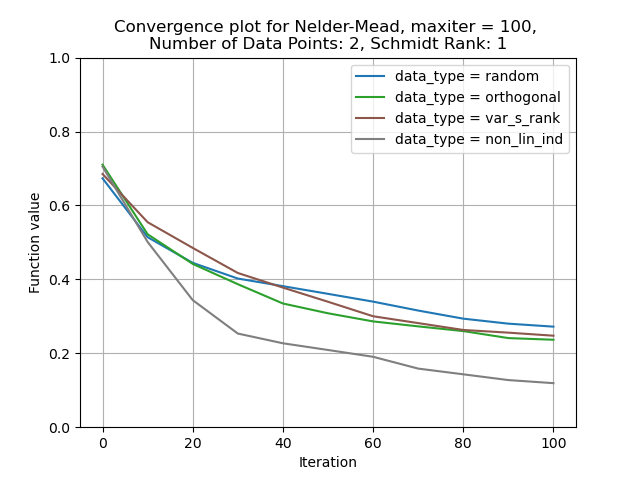 Convergence plot for Nelder-Mead, maxiter = 100,
Number of Data Points: 2, Schmidt Rank: 1
data_type = random
data_type = orthogonal
data_type = var_s_rank
data_type = non_lin_ind
Function value
1.0
0.8
0.6
0.4
0.2
0.0
0 20 40 60 80 100
Iteration